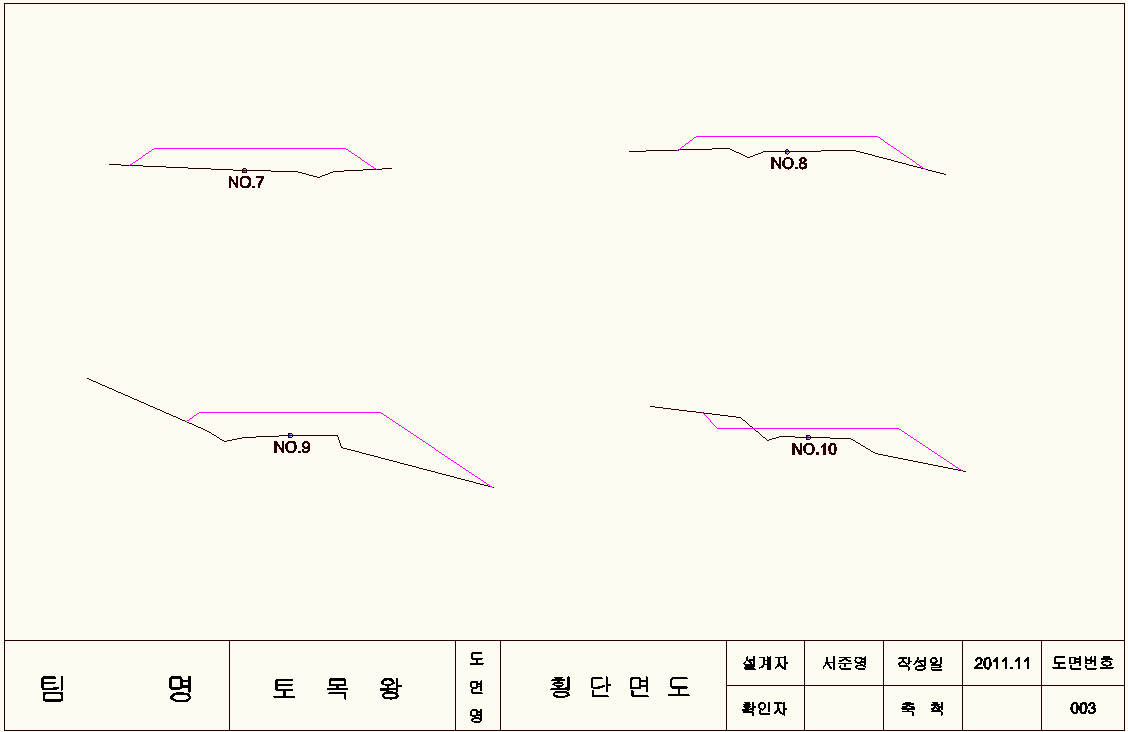 NO.7
NO.8
NO.9
NO.10
팀 명
토 목 왕
도면명
횡 단 면 도
설계자 서준명 작성일 2011.11 도면번호
확인자 축 척 003